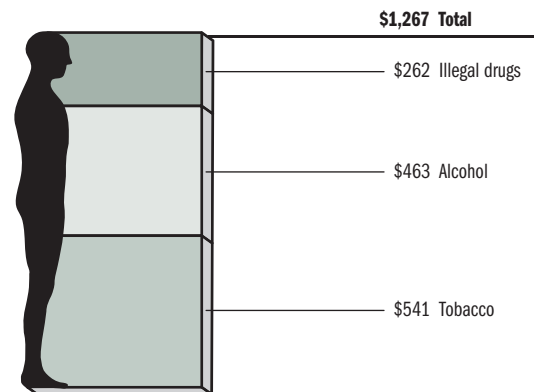 $1,267 Total
$262 Illegal drugs
$463 Alcohol
$541 Tobacco